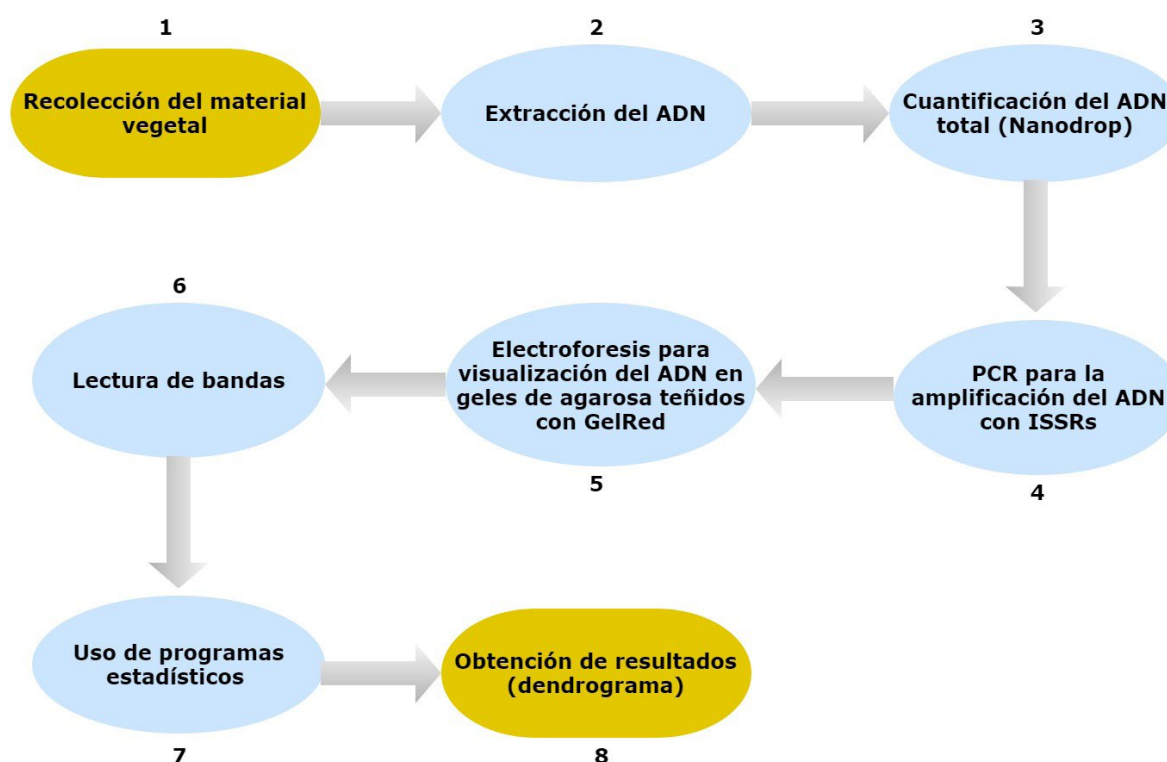 1
Recolección del material
vegetal
2
Extracción del ADN
3
Cuantificación del ADN
total (Nanodrop)
4
PCR para la
amplificación del ADN
con ISSRs
5
Electroforesis para
visualización del ADN en
geles de agarosa teñidos
con GelRed
6
Lectura de bandas
7
Uso de programas
estadísticos
8
Obtención de resultados
(dendrograma)